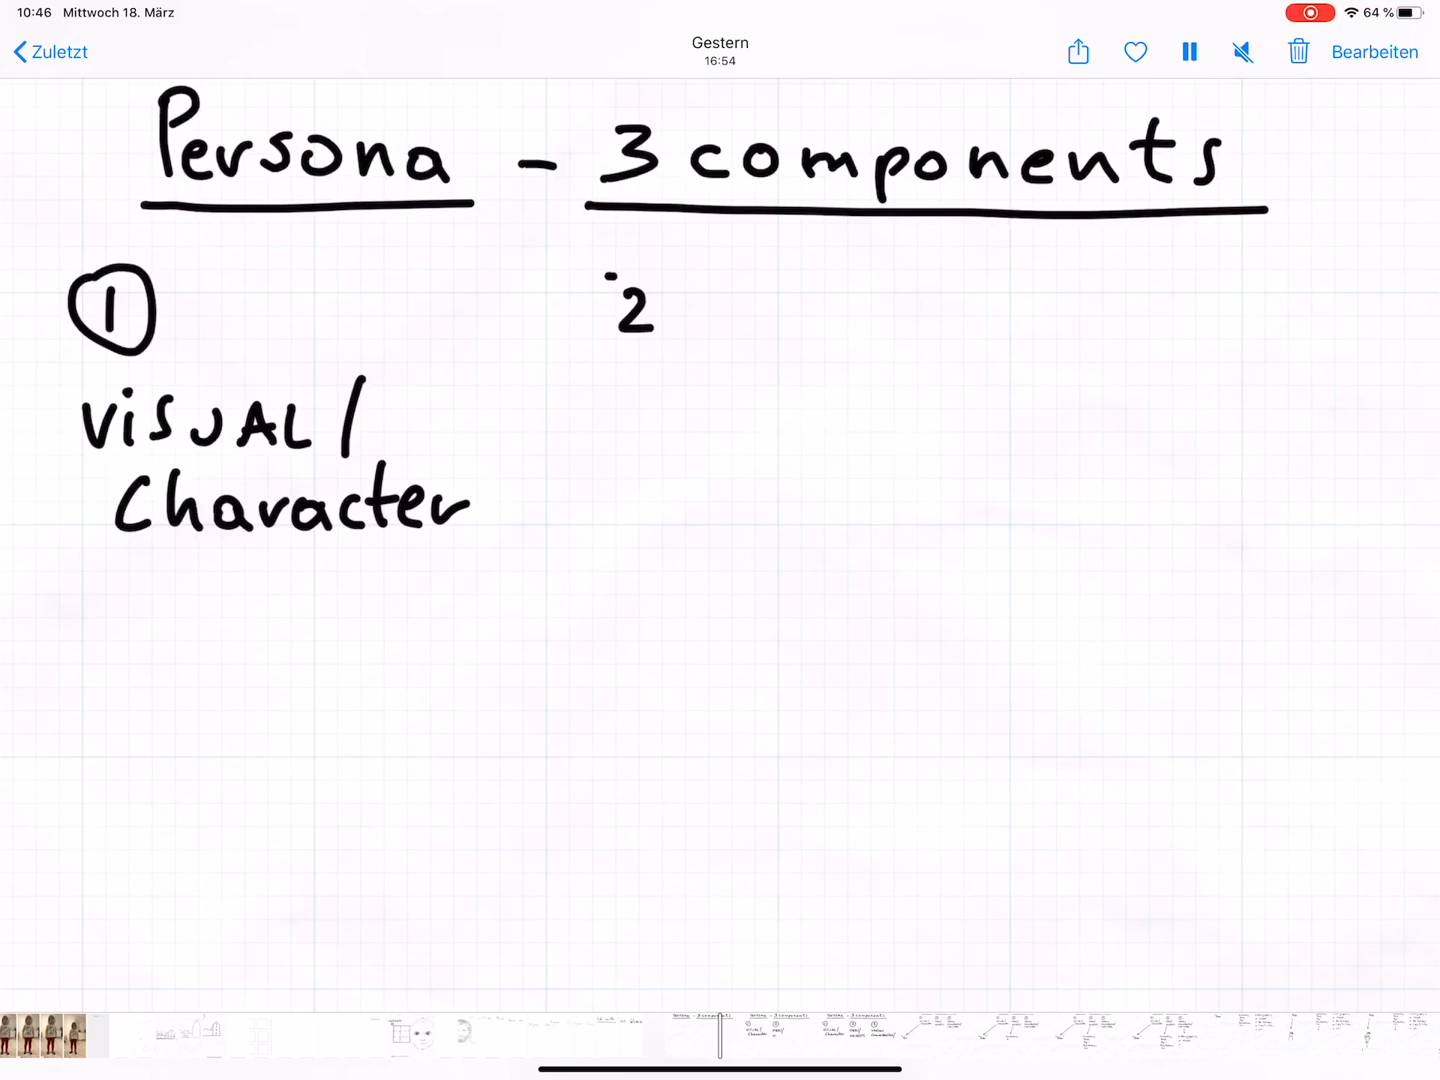 10:46 Mittwoch 18. März
64 %
Zuletzt
Gestern
16:54
Bearbeiten
Persona - 3 components
1
2
VISUAL /
Character